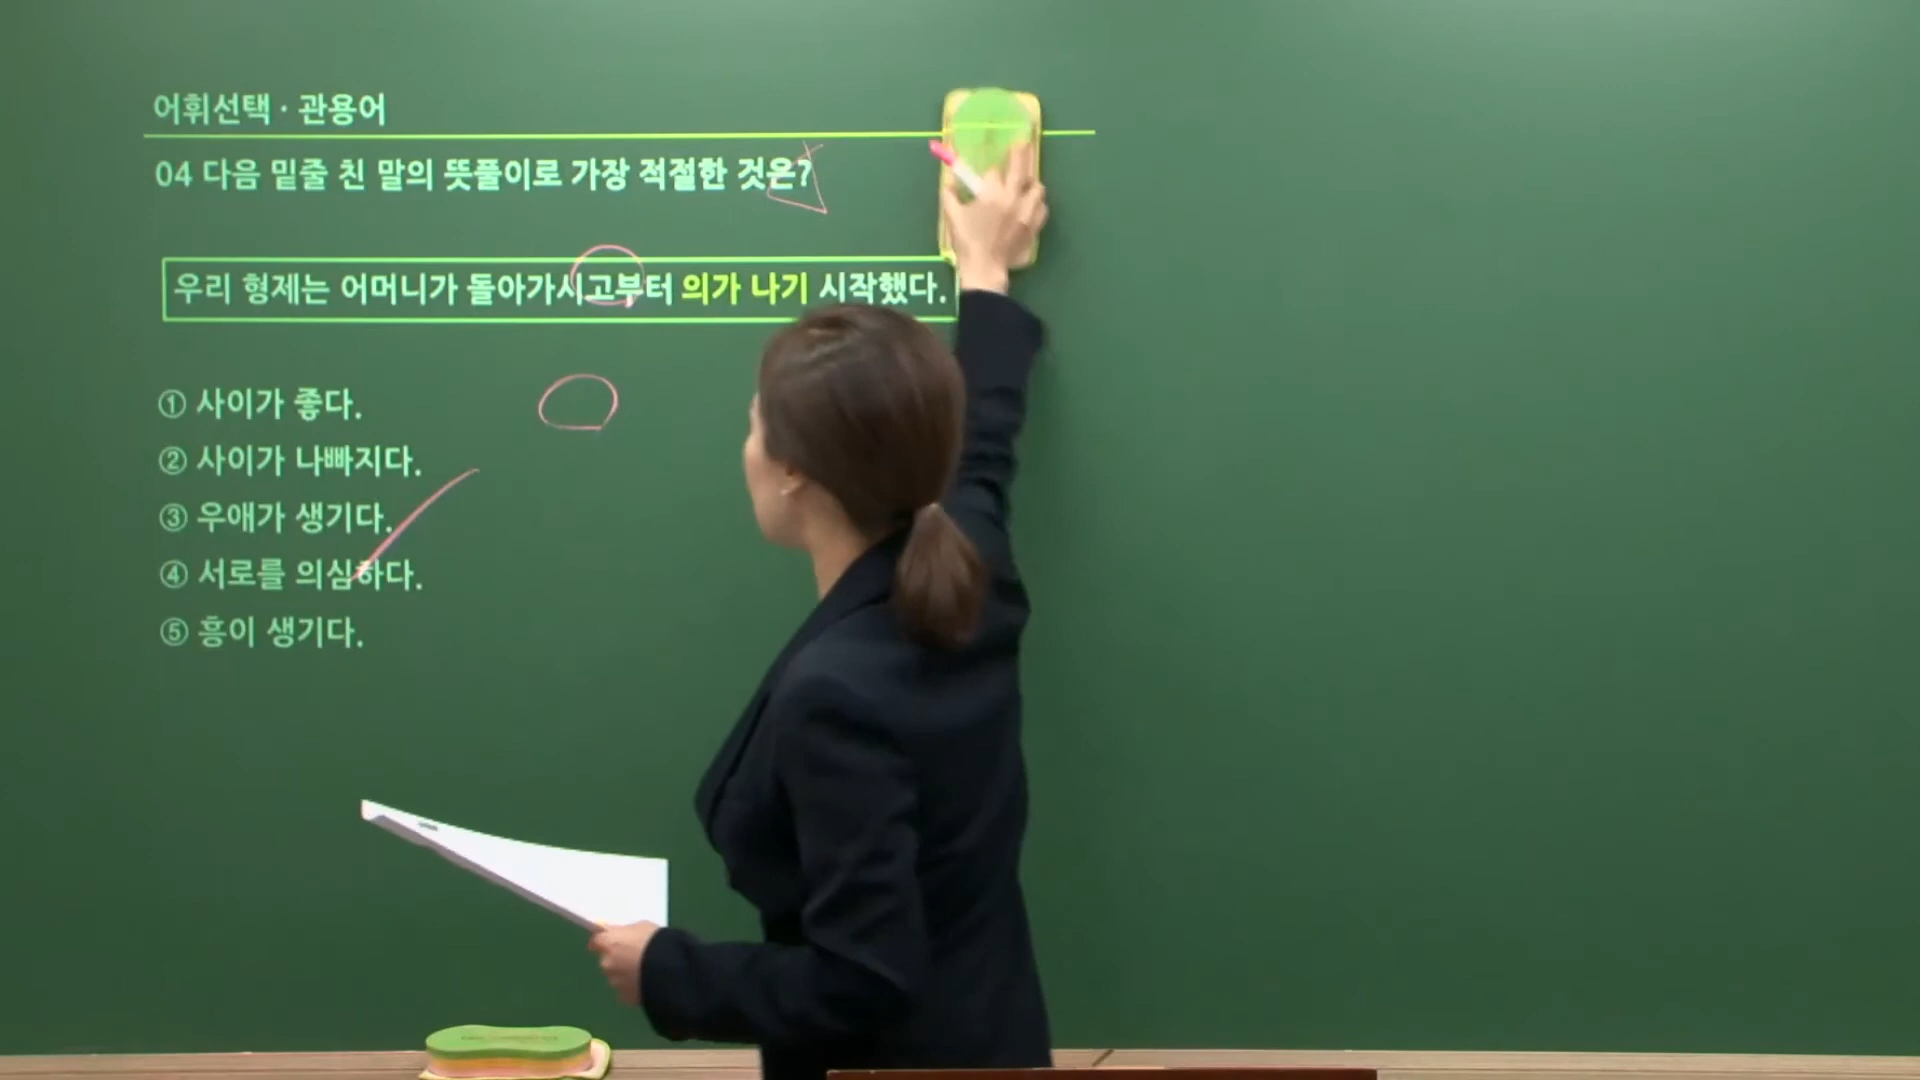 어휘선택 · 관용어
04 다음 밑줄 친 말의 뜻풀이로 가장 적절한 것은?
우리 형제는 어머니가 돌아가시고부터 의가 나기 시작했다.
① 사이가 좋다.
② 사이가 나빠지다.
③ 우애가 생기다.
④ 서로를 의심하다.
⑤ 흥이 생기다.